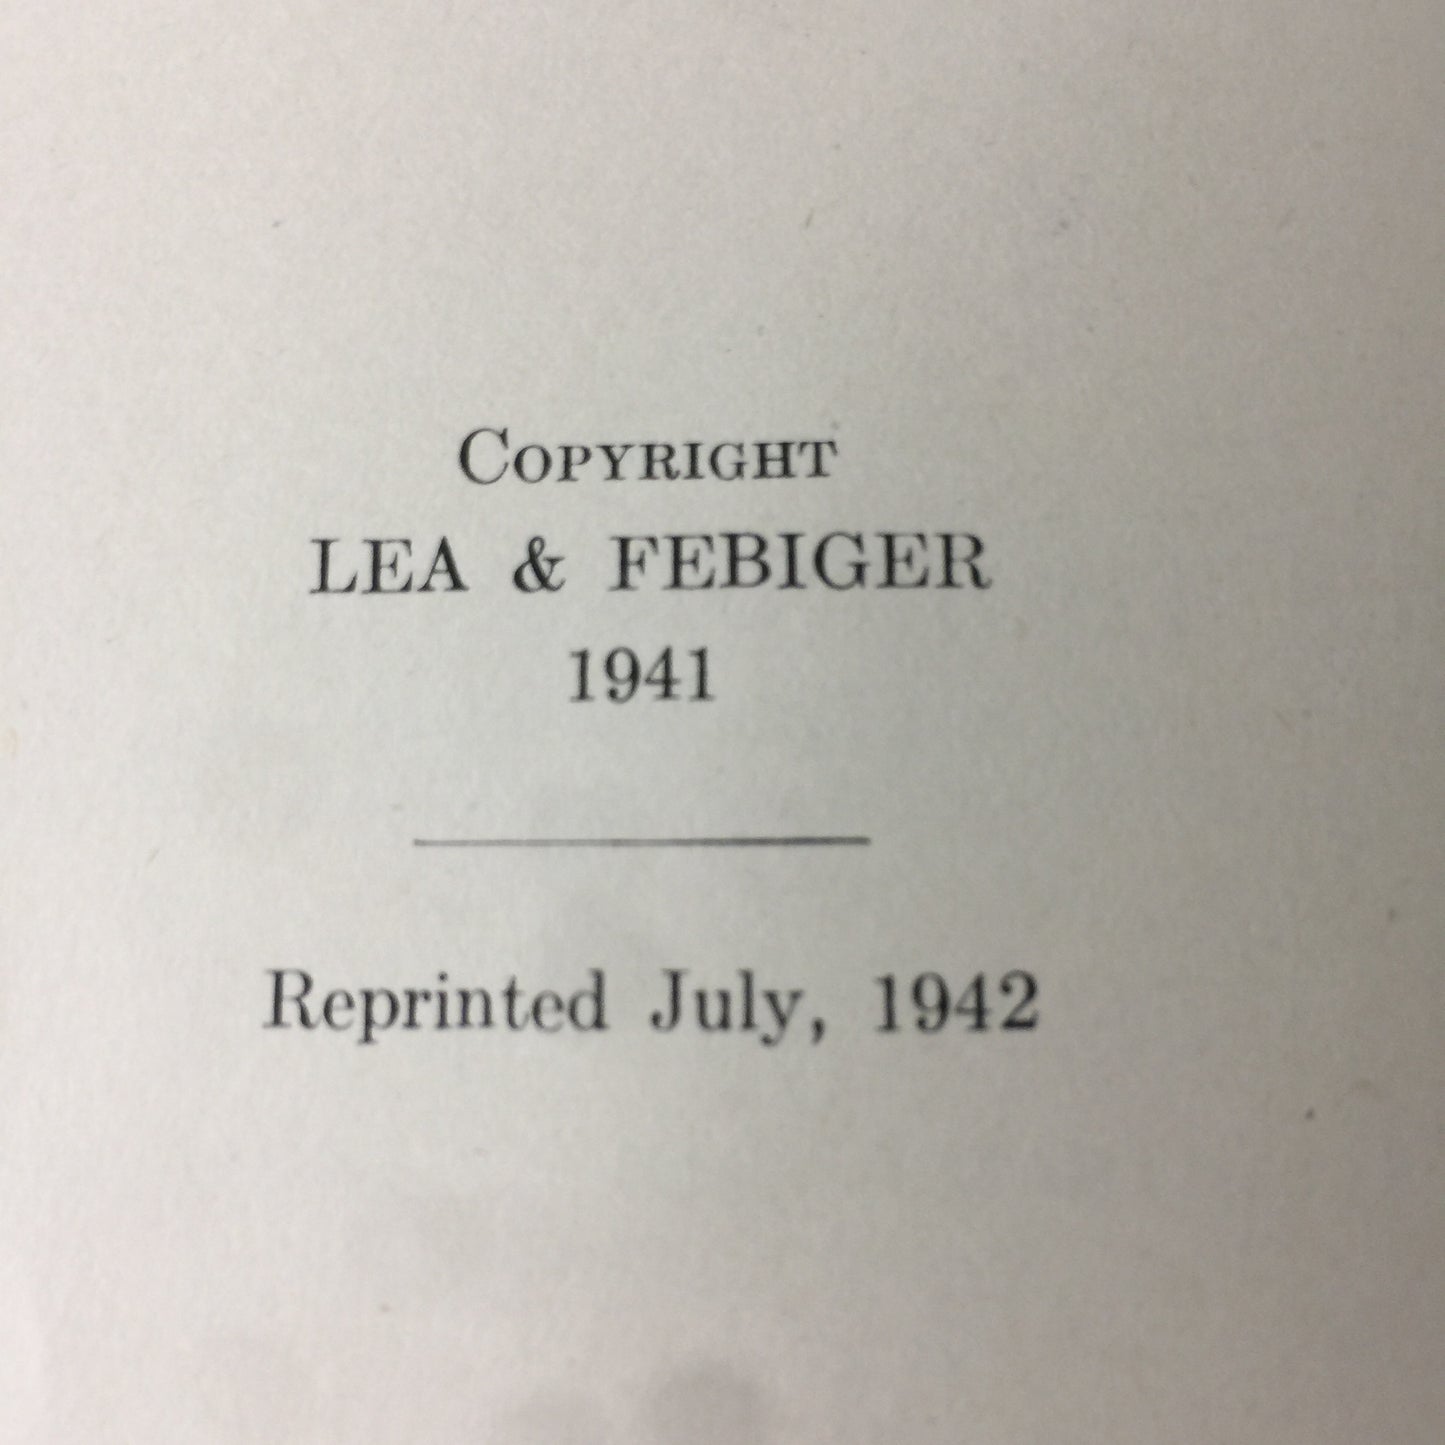 Copyright
LEA & FEBIGER
1941
Reprinted July, 1942